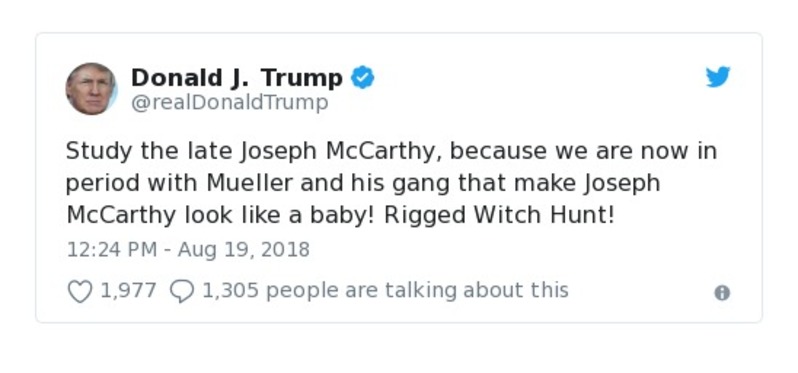 Donald J. Trump
@realDonaldTrump
Study the late Joseph McCarthy, because we are now in
period with Mueller and his gang that make Joseph
McCarthy look like a baby! Rigged Witch Hunt!
12:24 PM - Aug 19, 2018
1,977 1,305 people are talking about this